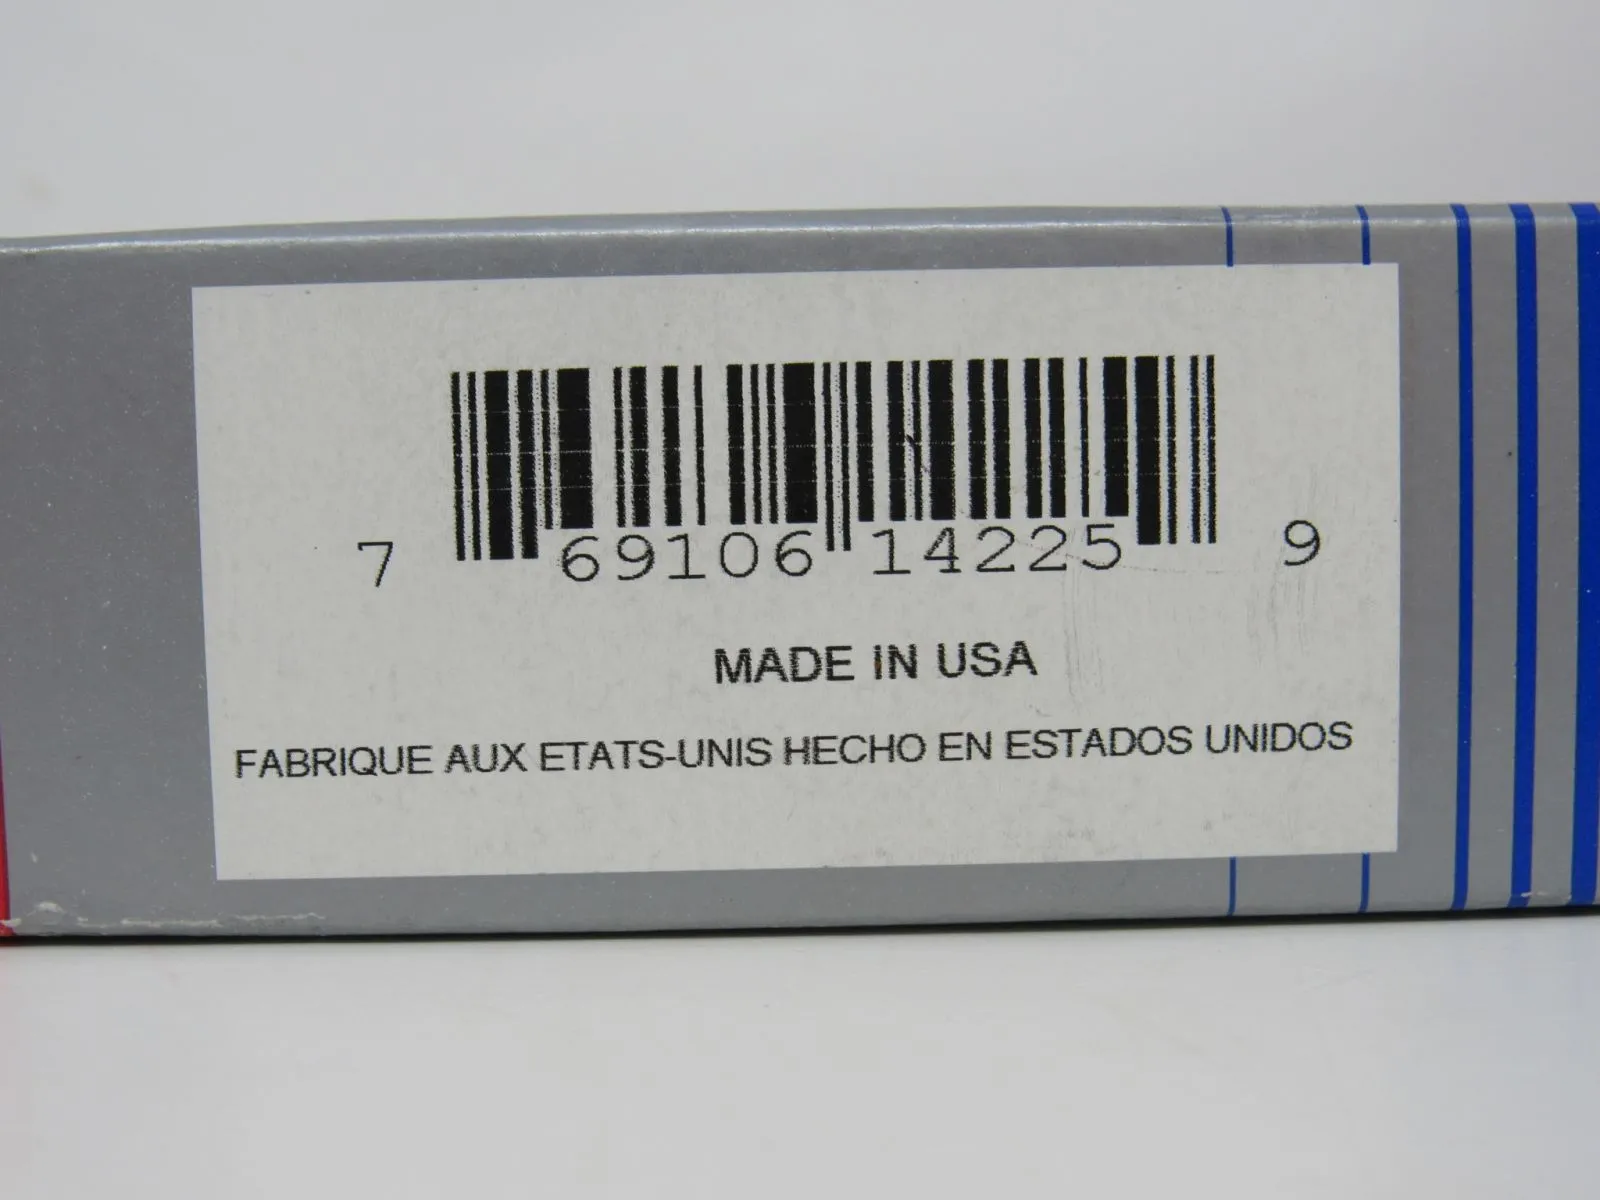 7 69106 14225 9
MADE IN USA
FABRIQUE AUX ETATS-UNIS HECHO EN ESTADOS UNIDOS